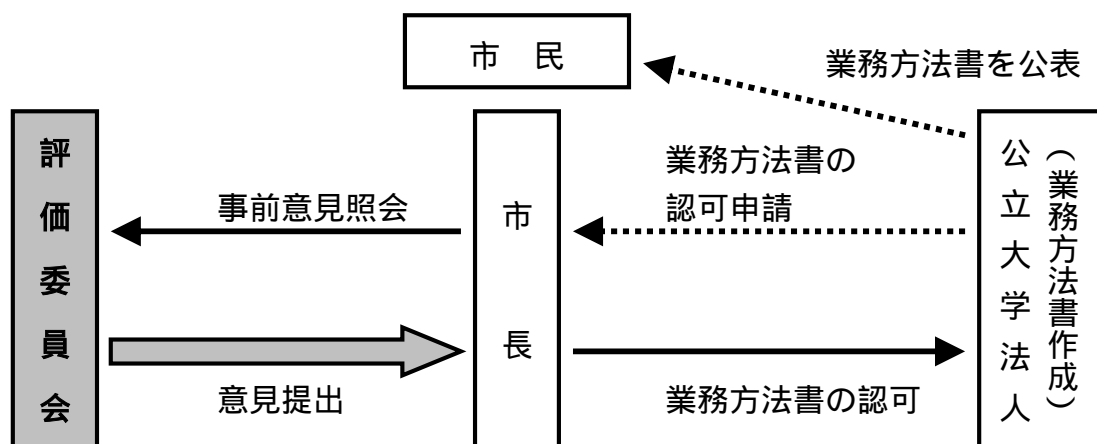 市　民
業務方法書を公表
評価委員会
事前意見照会
市長
業務方法書の
認可申請
公立大学法人
（業務方法書作成）
意見提出
業務方法書の認可